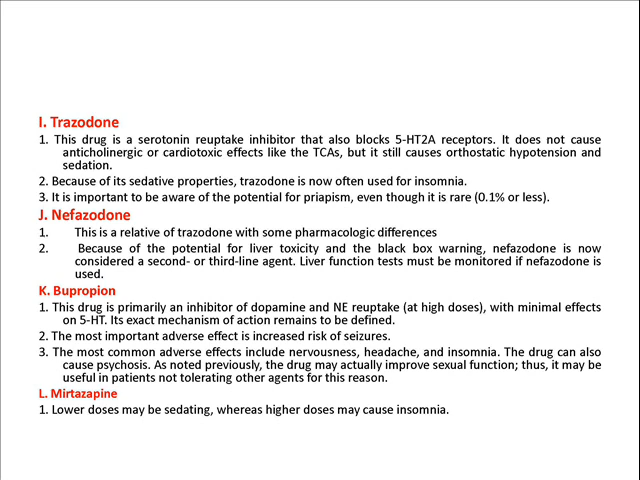 I. Trazodone
1. This drug is a serotonin reuptake inhibitor that also blocks 5-HT2A receptors. It does not cause
anticholinergic or cardiotoxic effects like the TCAs, but it still causes orthostatic hypotension and
sedation.
2. Because of its sedative properties, trazodone is now often used for insomnia.
3. It is important to be aware of the potential for priapism, even though it is rare (0.1% or less).
J. Nefazodone
1. This is a relative of trazodone with some pharmacologic differences
2. Because of the potential for liver toxicity and the black box warning, nefazodone is now
considered a second- or third-line agent. Liver function tests must be monitored if nefazodone is
used.
K. Bupropion
1. This drug is primarily an inhibitor of dopamine and NE reuptake (at high doses), with minimal effects
on 5-HT. Its exact mechanism of action remains to be defined.
2. The most important adverse effect is increased risk of seizures.
3. The most common adverse effects include nervousness, headache, and insomnia. The drug can also
cause psychosis. As noted previously, the drug may actually improve sexual function; thus, it may be
useful in patients not tolerating other agents for this reason.
L. Mirtazapine
1. Lower doses may be sedating, whereas higher doses may cause insomnia.